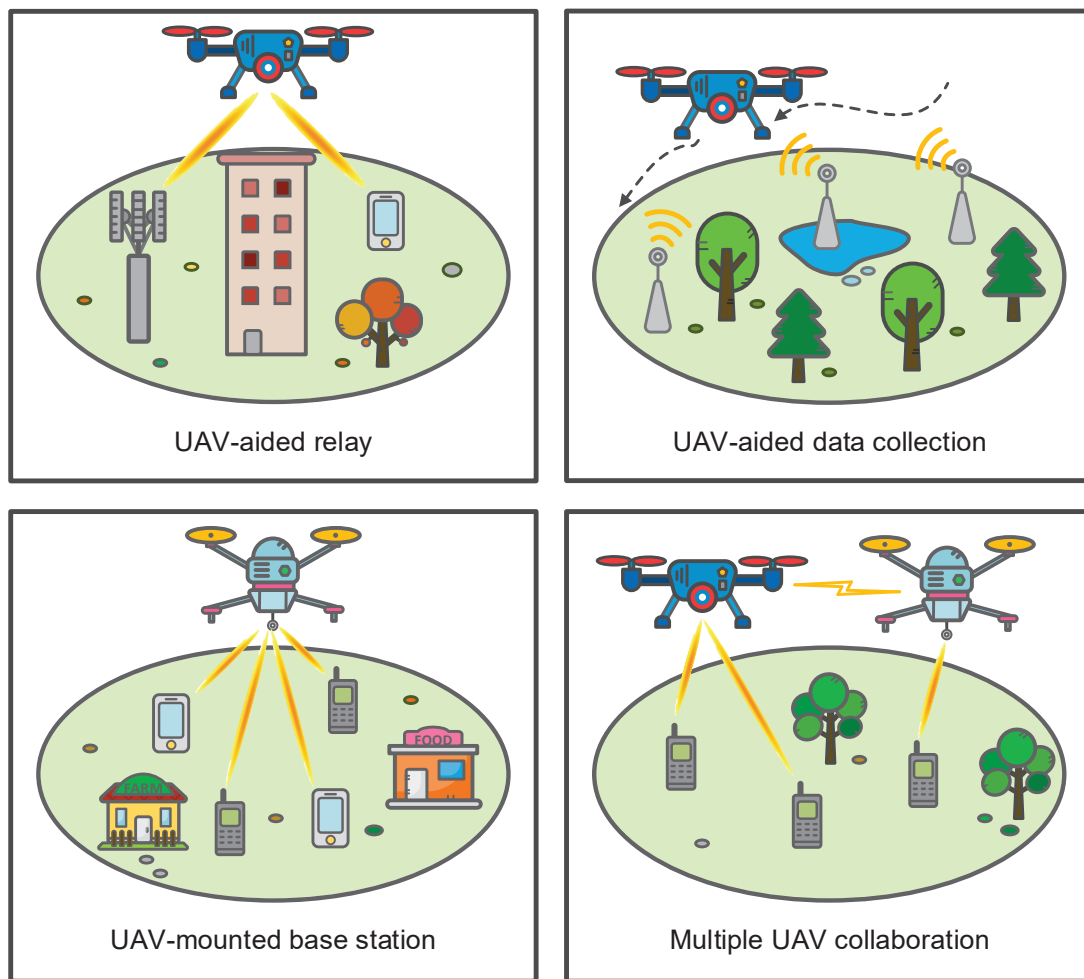 UAV-aided relay
UAV-aided data collection
FARM
FOOD
UAV-mounted base station
Multiple UAV collaboration